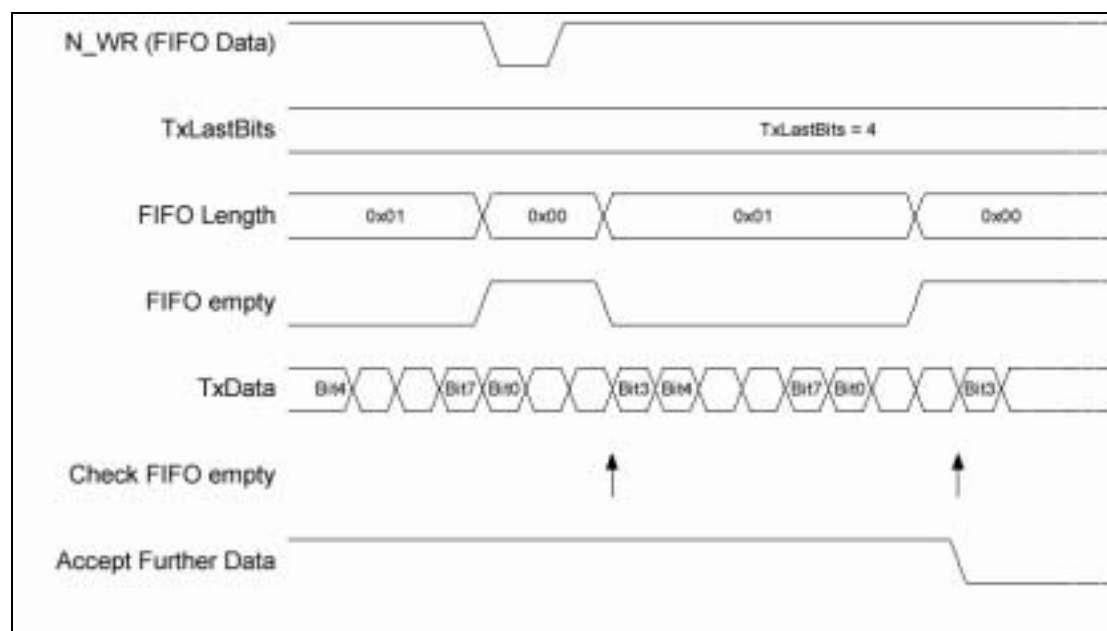 N_WR (FIFO Data)
TxLastBits
TxLastBits = 4
FIFO Length
0x01
0x00
0x01
0x00
FIFO empty
TxData
Bit4
Bit7
Bit0
Bit3
Bit4
Bit7
Bit0
Bit3
Check FIFO empty
Accept Further Data